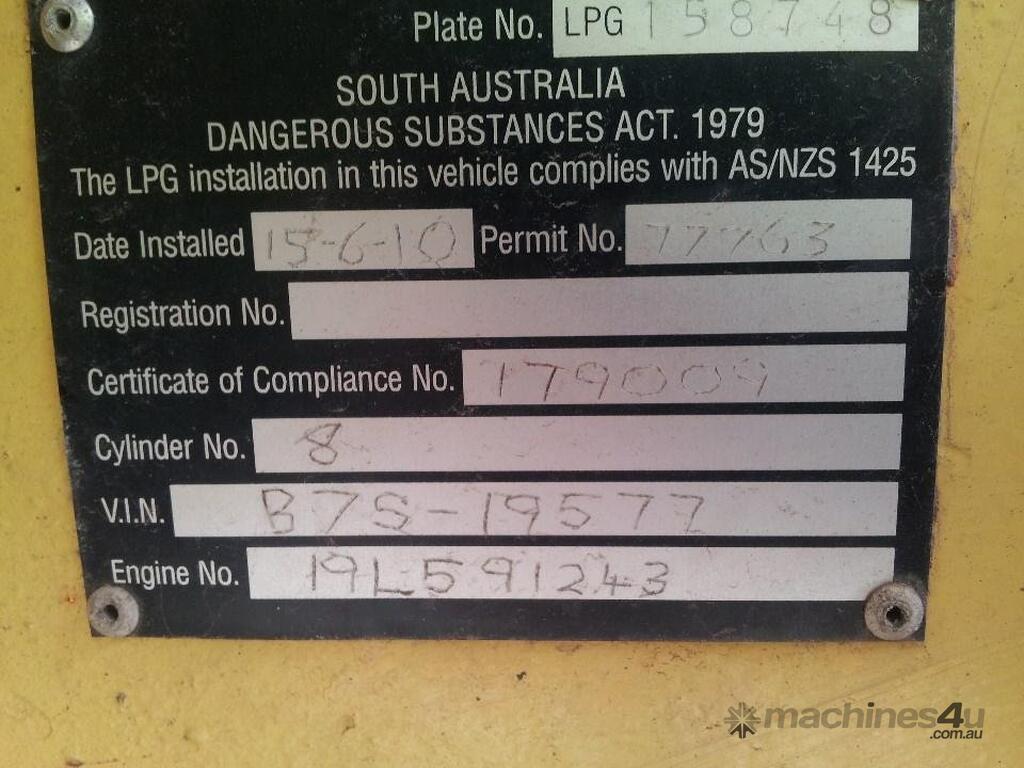 Plate No. LPG 158748
SOUTH AUSTRALIA
DANGEROUS SUBSTANCES ACT. 1979
The LPG installation in this vehicle complies with AS/NZS 1425
Date Installed 15-6-10 Permit No. 77763
Registration No.
Certificate of Compliance No. 779009
Cylinder No. 8
V.I.N. B7S-19577
Engine No. 19L591243
machines4u
.com.au